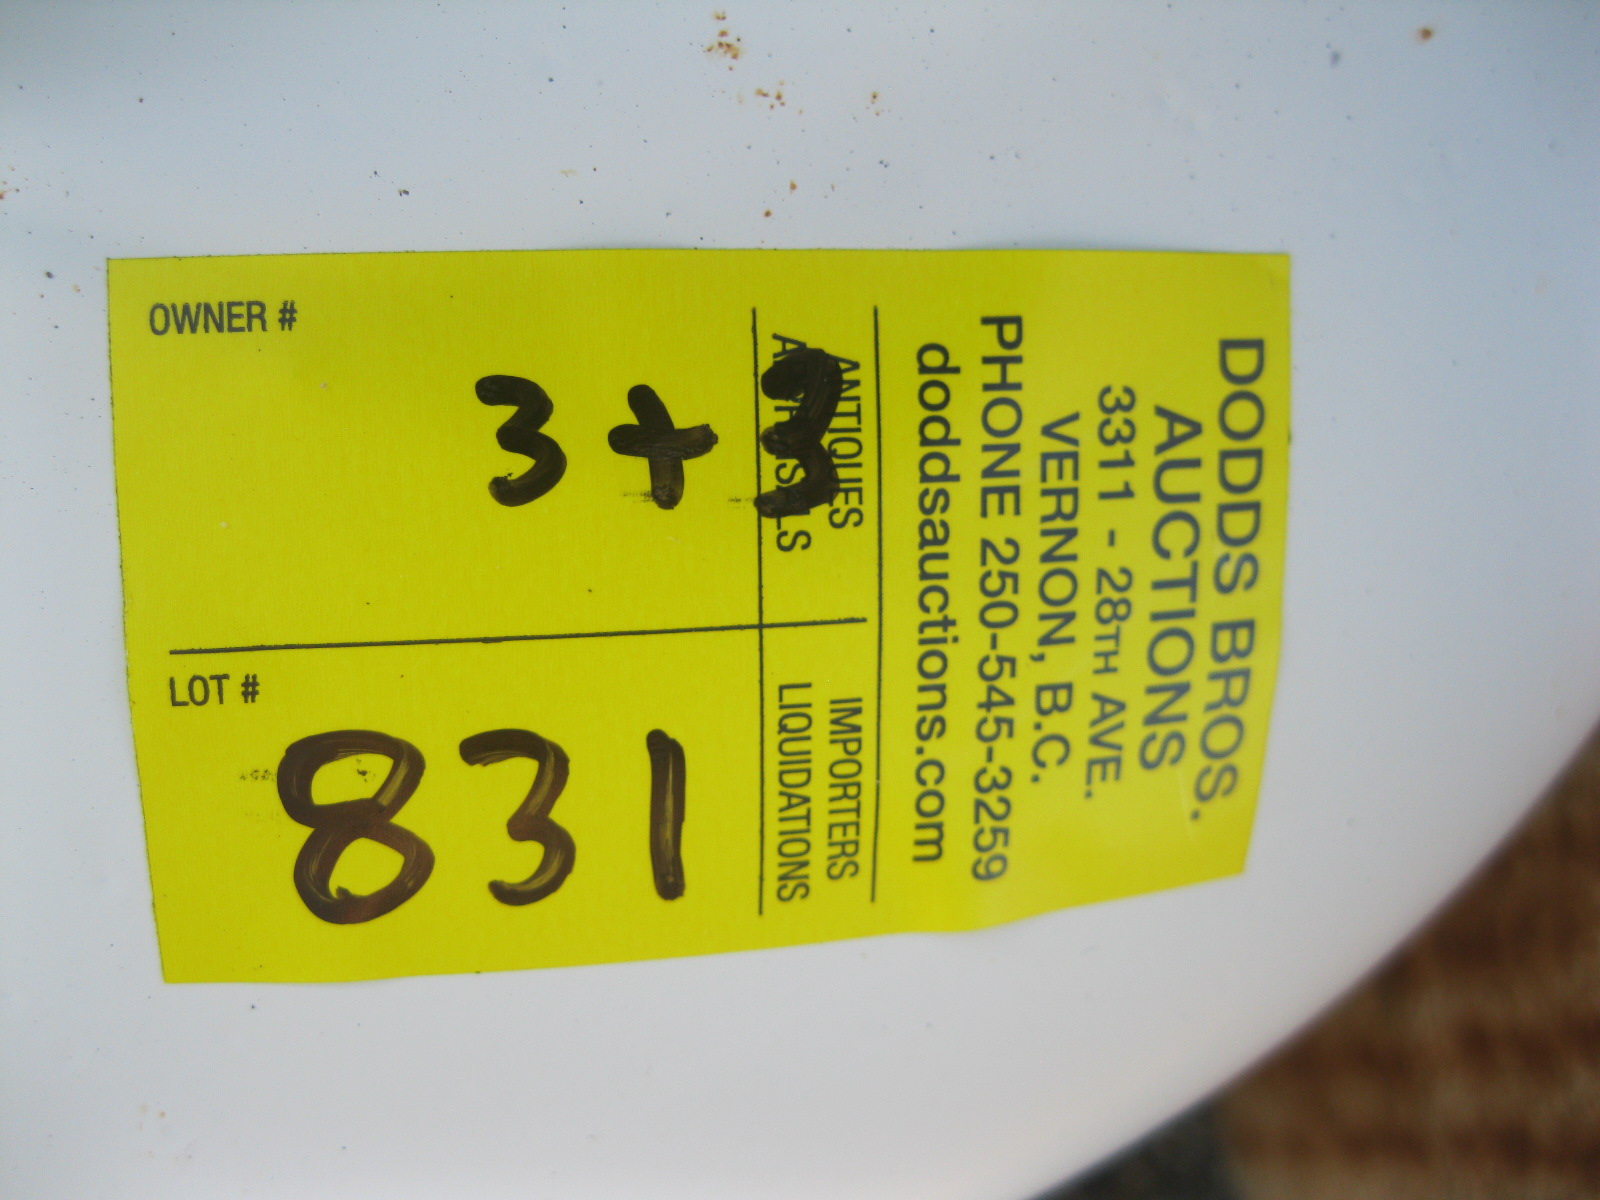 DODDS BROS.
AUCTIONS
3311 - 28TH AVE.
VERNON, B.C.
PHONE 250-545-3259
doddsauctions.com
ANTIQUES
APPRAISALS
IMPORTERS
LIQUIDATIONS
OWNER #
3 +
LOT #
831